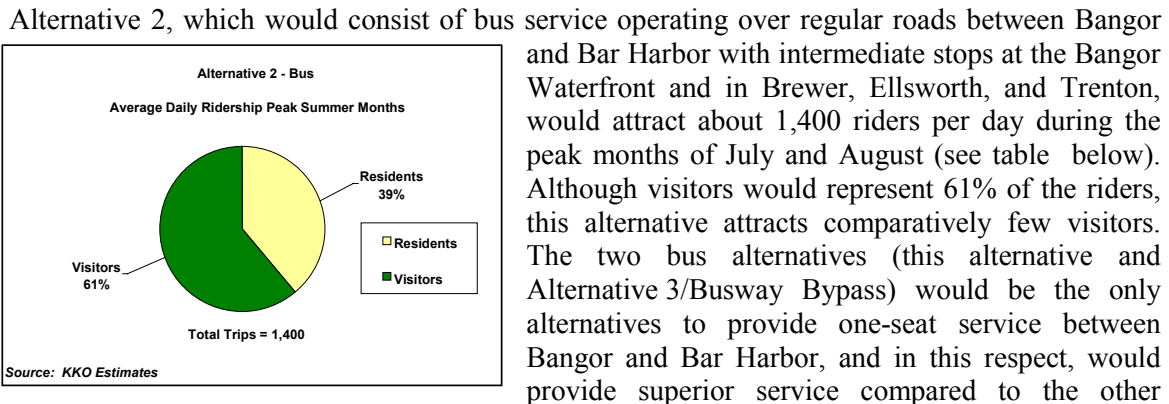 Alternative 2, which would consist of bus service operating over regular roads between Bangor
and Bar Harbor with intermediate stops at the Bangor
Waterfront and in Brewer, Ellsworth, and Trenton,
would attract about 1,400 riders per day during the
peak months of July and August (see table below).
Although visitors would represent 61% of the riders,
this alternative attracts comparatively few visitors.
The two bus alternatives (this alternative and
Alternative 3/Busway Bypass) would be the only
alternatives to provide one-seat service between
Bangor and Bar Harbor, and in this respect, would
provide superior service compared to the other
Alternative 2 - Bus
Average Daily Ridership Peak Summer Months
Residents
39%
Residents
Visitors
Visitors
61%
Total Trips = 1,400
Source: KKO Estimates